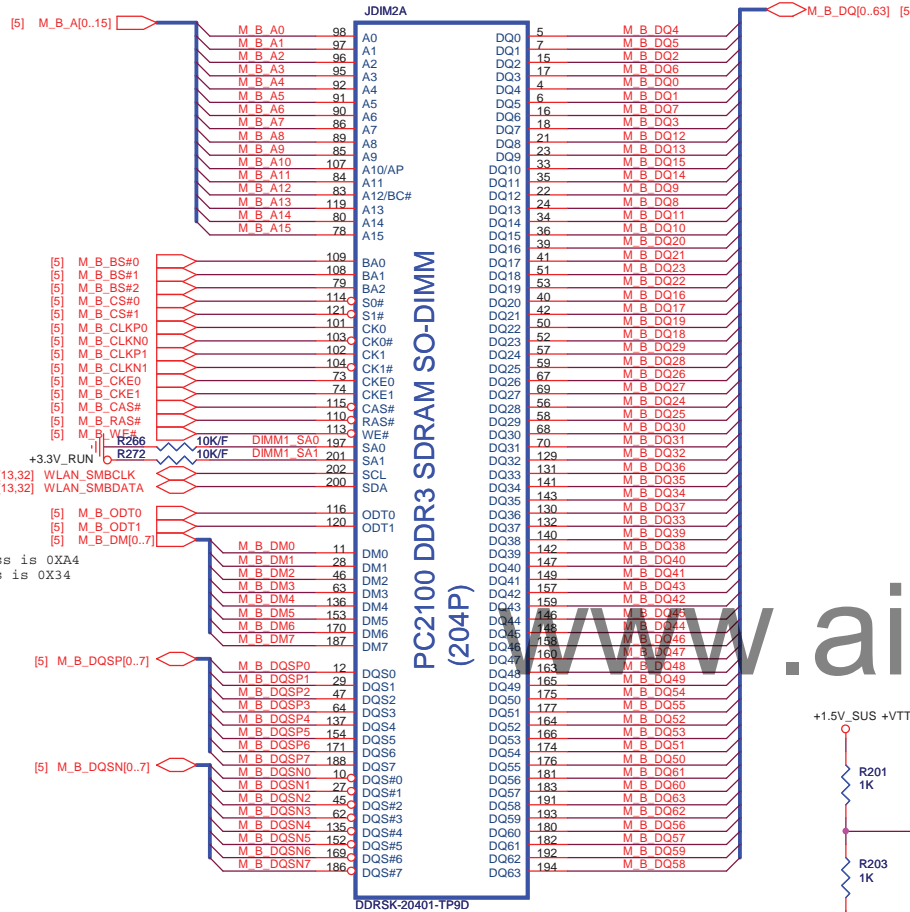 JDIM2A
[5] M_B_A[0..15]
M_B_A0 98 A0
M_B_A1 97 A1
M_B_A2 96 A2
M_B_A3 95 A3
M_B_A4 92 A4
M_B_A5 91 A5
M_B_A6 90 A6
M_B_A7 86 A7
M_B_A8 89 A8
M_B_A9 85 A9
M_B_A10 107 A10/AP
M_B_A11 84 A11
M_B_A12 83 A12/BC#
M_B_A13 119 A13
M_B_A14 80 A14
M_B_A15 78 A15
[5] M_B_BS#0 109 BA0
[5] M_B_BS#1 108 BA1
[5] M_B_BS#2 79 BA2
[5] M_B_CS#0 114 S0#
[5] M_B_CS#1 121 S1#
[5] M_B_CLKP0 101 CK0
[5] M_B_CLKN0 103 CK0#
[5] M_B_CLKP1 102 CK1
[5] M_B_CLKN1 104 CK1#
[5] M_B_CKE0 73 CKE0
[5] M_B_CKE1 74 CKE1
[5] M_B_CAS# 115 CAS#
[5] M_B_RAS# 110 RAS#
[5] M_B_WE# 113 WE#
R266 10K/F DIMM1_SA0 197 SA0
+3.3V_RUN R272 10K/F DIMM1_SA1 201 SA1
13,32] WLAN_SMBCLK 202 SCL
13,32] WLAN_SMBDATA 200 SDA
[5] M_B_ODT0 116 ODT0
[5] M_B_ODT1 120 ODT1
[5] M_B_DM[0..7]
ss is 0XA4
s is 0X34
M_B_DM0 11 DM0
M_B_DM1 28 DM1
M_B_DM2 46 DM2
M_B_DM3 63 DM3
M_B_DM4 136 DM4
M_B_DM5 153 DM5
M_B_DM6 170 DM6
M_B_DM7 187 DM7
[5] M_B_DQSP[0..7]
M_B_DQSP0 12 DQS0
M_B_DQSP1 29 DQS1
M_B_DQSP2 47 DQS2
M_B_DQSP3 64 DQS3
M_B_DQSP4 137 DQS4
M_B_DQSP5 154 DQS5
M_B_DQSP6 171 DQS6
M_B_DQSP7 188 DQS7
[5] M_B_DQSN[0..7]
M_B_DQSN0 10 DQS#0
M_B_DQSN1 27 DQS#1
M_B_DQSN2 45 DQS#2
M_B_DQSN3 62 DQS#3
M_B_DQSN4 135 DQS#4
M_B_DQSN5 152 DQS#5
M_B_DQSN6 169 DQS#6
M_B_DQSN7 186 DQS#7
PC2100 DDR3 SDRAM SO-DIMM
(204P)
DDRSK-20401-TP9D
M_B_DQ[0..63] [5
DQ0 5 M_B_DQ4
DQ1 7 M_B_DQ5
DQ2 15 M_B_DQ2
DQ3 17 M_B_DQ6
DQ4 4 M_B_DQ0
DQ5 6 M_B_DQ1
DQ6 16 M_B_DQ7
DQ7 18 M_B_DQ3
DQ8 21 M_B_DQ12
DQ9 23 M_B_DQ13
DQ10 33 M_B_DQ15
DQ11 35 M_B_DQ14
DQ12 22 M_B_DQ9
DQ13 24 M_B_DQ8
DQ14 34 M_B_DQ11
DQ15 36 M_B_DQ10
DQ16 39 M_B_DQ20
DQ17 41 M_B_DQ21
DQ18 51 M_B_DQ23
DQ19 53 M_B_DQ22
DQ20 40 M_B_DQ16
DQ21 42 M_B_DQ17
DQ22 50 M_B_DQ19
DQ23 52 M_B_DQ18
DQ24 57 M_B_DQ29
DQ25 59 M_B_DQ28
DQ26 67 M_B_DQ26
DQ27 69 M_B_DQ27
DQ28 56 M_B_DQ24
DQ29 58 M_B_DQ25
DQ30 68 M_B_DQ30
DQ31 70 M_B_DQ31
DQ32 129 M_B_DQ32
DQ33 131 M_B_DQ36
DQ34 141 M_B_DQ35
DQ35 143 M_B_DQ34
DQ36 130 M_B_DQ37
DQ37 132 M_B_DQ33
DQ38 140 M_B_DQ39
DQ39 142 M_B_DQ38
DQ40 147 M_B_DQ40
DQ41 149 M_B_DQ41
DQ42 157 M_B_DQ43
DQ43 159 M_B_DQ42
DQ44 146 M_B_DQ45
DQ45 148 M_B_DQ44
DQ46 158 M_B_DQ46
DQ47 160 M_B_DQ47
DQ48 163 M_B_DQ48
DQ49 165 M_B_DQ49
DQ50 175 M_B_DQ54
DQ51 177 M_B_DQ55
DQ52 164 M_B_DQ52
DQ53 166 M_B_DQ53
DQ54 174 M_B_DQ51
DQ55 176 M_B_DQ50
DQ56 181 M_B_DQ61
DQ57 183 M_B_DQ60
DQ58 191 M_B_DQ63
DQ59 193 M_B_DQ62
DQ60 180 M_B_DQ56
DQ61 182 M_B_DQ57
DQ62 192 M_B_DQ59
DQ63 194 M_B_DQ58
www.ai
+1.5V_SUS +VTT
R201
1K
R203
1K